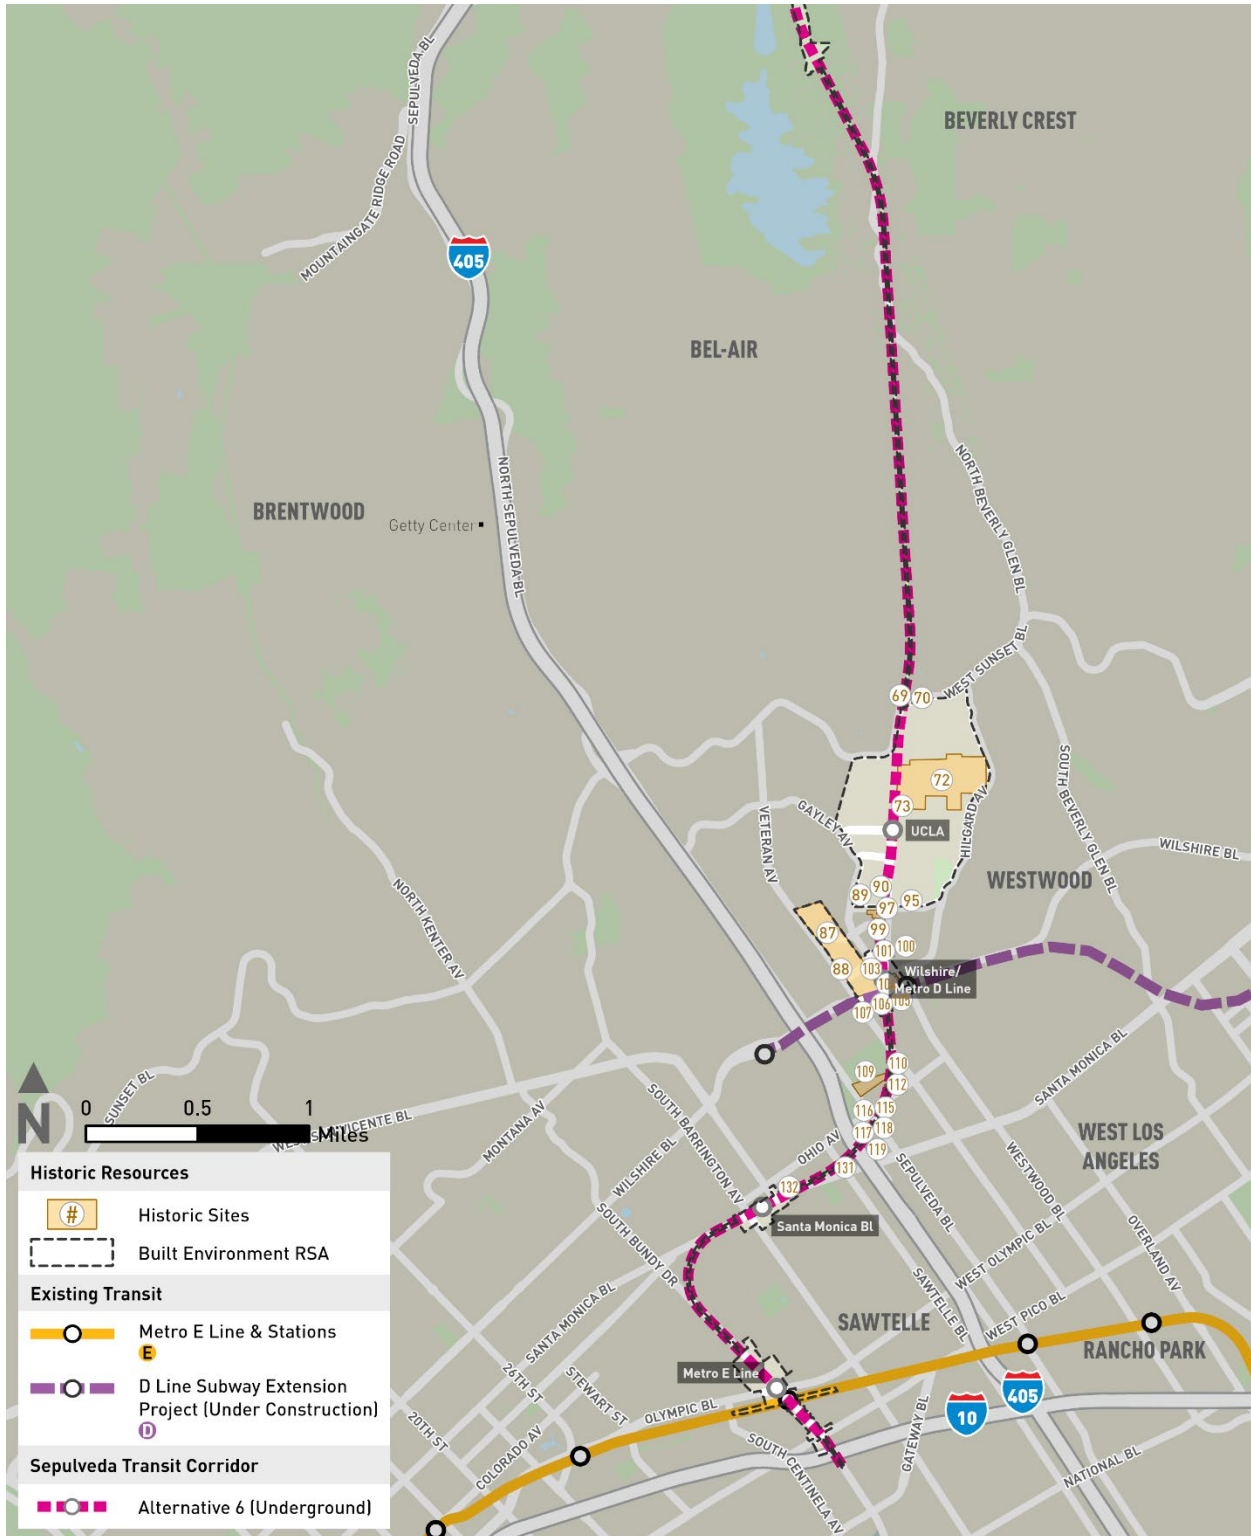 SEPULVEDA BL
MOUNTAINGATE RIDGE ROAD
BEVERLY CREST
405
BEL-AIR
BRENTWOOD
Getty Center
NORTH SEPULVEDA BL
NORTH BEVERLY GLEN BL
WEST SUNSET BL
69
70
72
73
UCLA
HILGARD AV
GAYLEY AV
VETERAN AV
SOUTH BEVERLY GLEN BL
WILSHIRE BL
WESTWOOD
NORTH KENTER AV
90
89
95
97
99
87
88
100
101
103
Wilshire/
Metro D Line
106
107
105
SANTA MONICA BL
110
109
112
115
116
118
117
119
131
132
OHIO AV
SUNSET BL
MONTANA AV
WILSHIRE BL
SOUTH BARRINGTON AV
SOUTH BUNDY DR
SEPULVEDA BL
WESTWOOD BL
WEST LOS
ANGELES
OVERLAND AV
WEST OLYMPIC BL
Santa Monica Bl
SANTA MONICA BL
SAWTELLE
SAWTELLE BL
WEST PICO BL
RANCHO PARK
Metro E Line
26TH ST
STEWART ST
20TH ST
COLORADO AV
OLYMPIC BL
SOUTH CENTINELA AV
GATEWAY BL
10
405
NATIONAL BL
N
0 0.5 1
Miles
Historic Resources
# Historic Sites
Built Environment RSA
Existing Transit
Metro E Line & Stations
E
D Line Subway Extension
Project (Under Construction)
D
Sepulveda Transit Corridor
Alternative 6 (Underground)